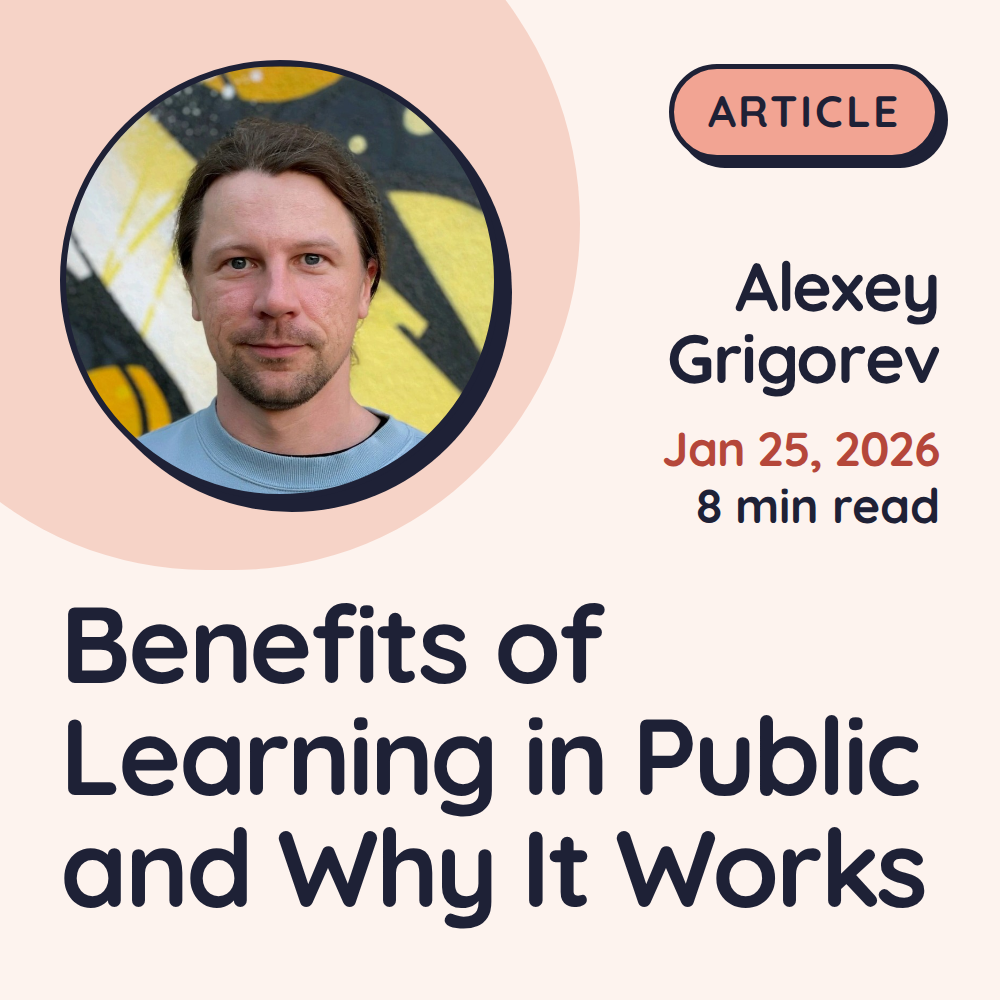 ARTICLE
Alexey
Grigorev
Jan 25, 2026
8 min read
Benefits of
Learning in Public
and Why It Works